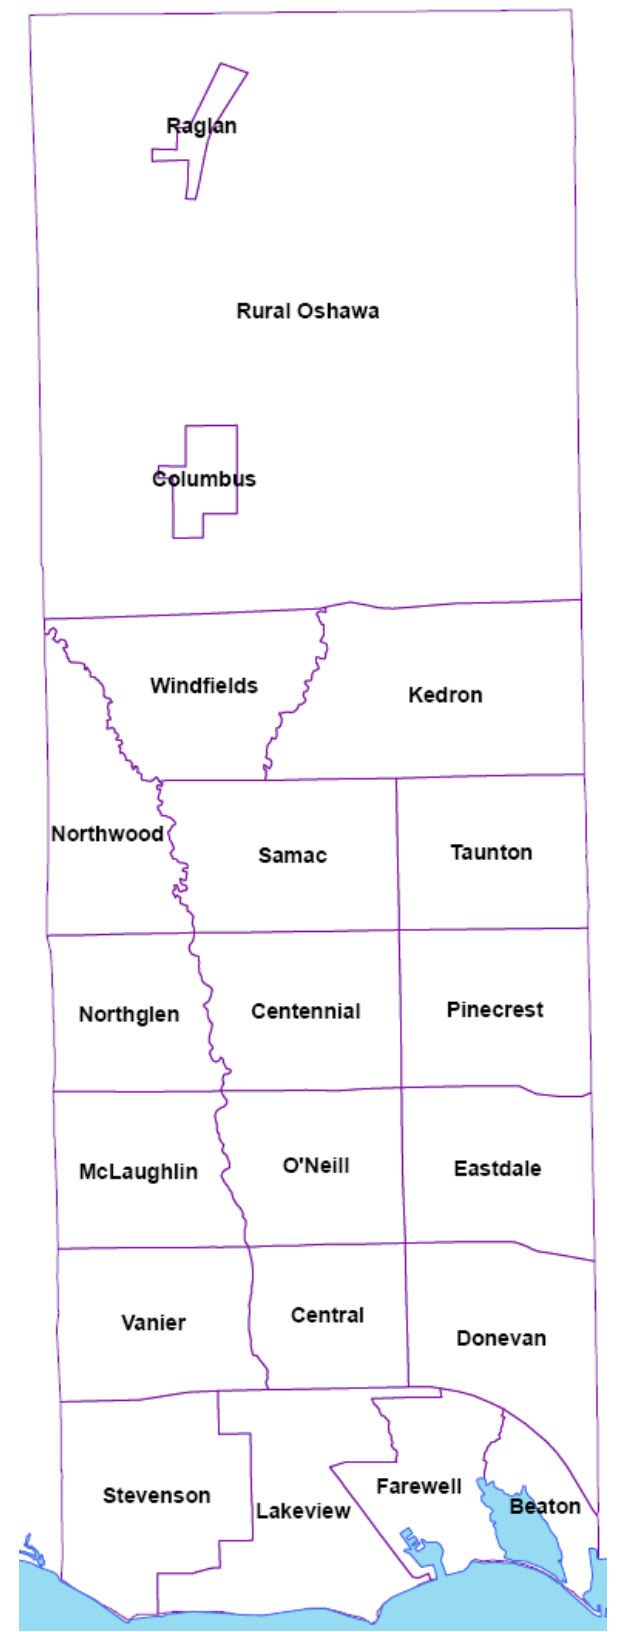 Raglan
Rural Oshawa
Columbus
Windfields
Kedron
Northwood
Samac
Taunton
Northglen
Centennial
Pinecrest
McLaughlin
O'Neill
Eastdale
Vanier
Central
Donevan
Stevenson
Lakeview
Farewell
Beaton